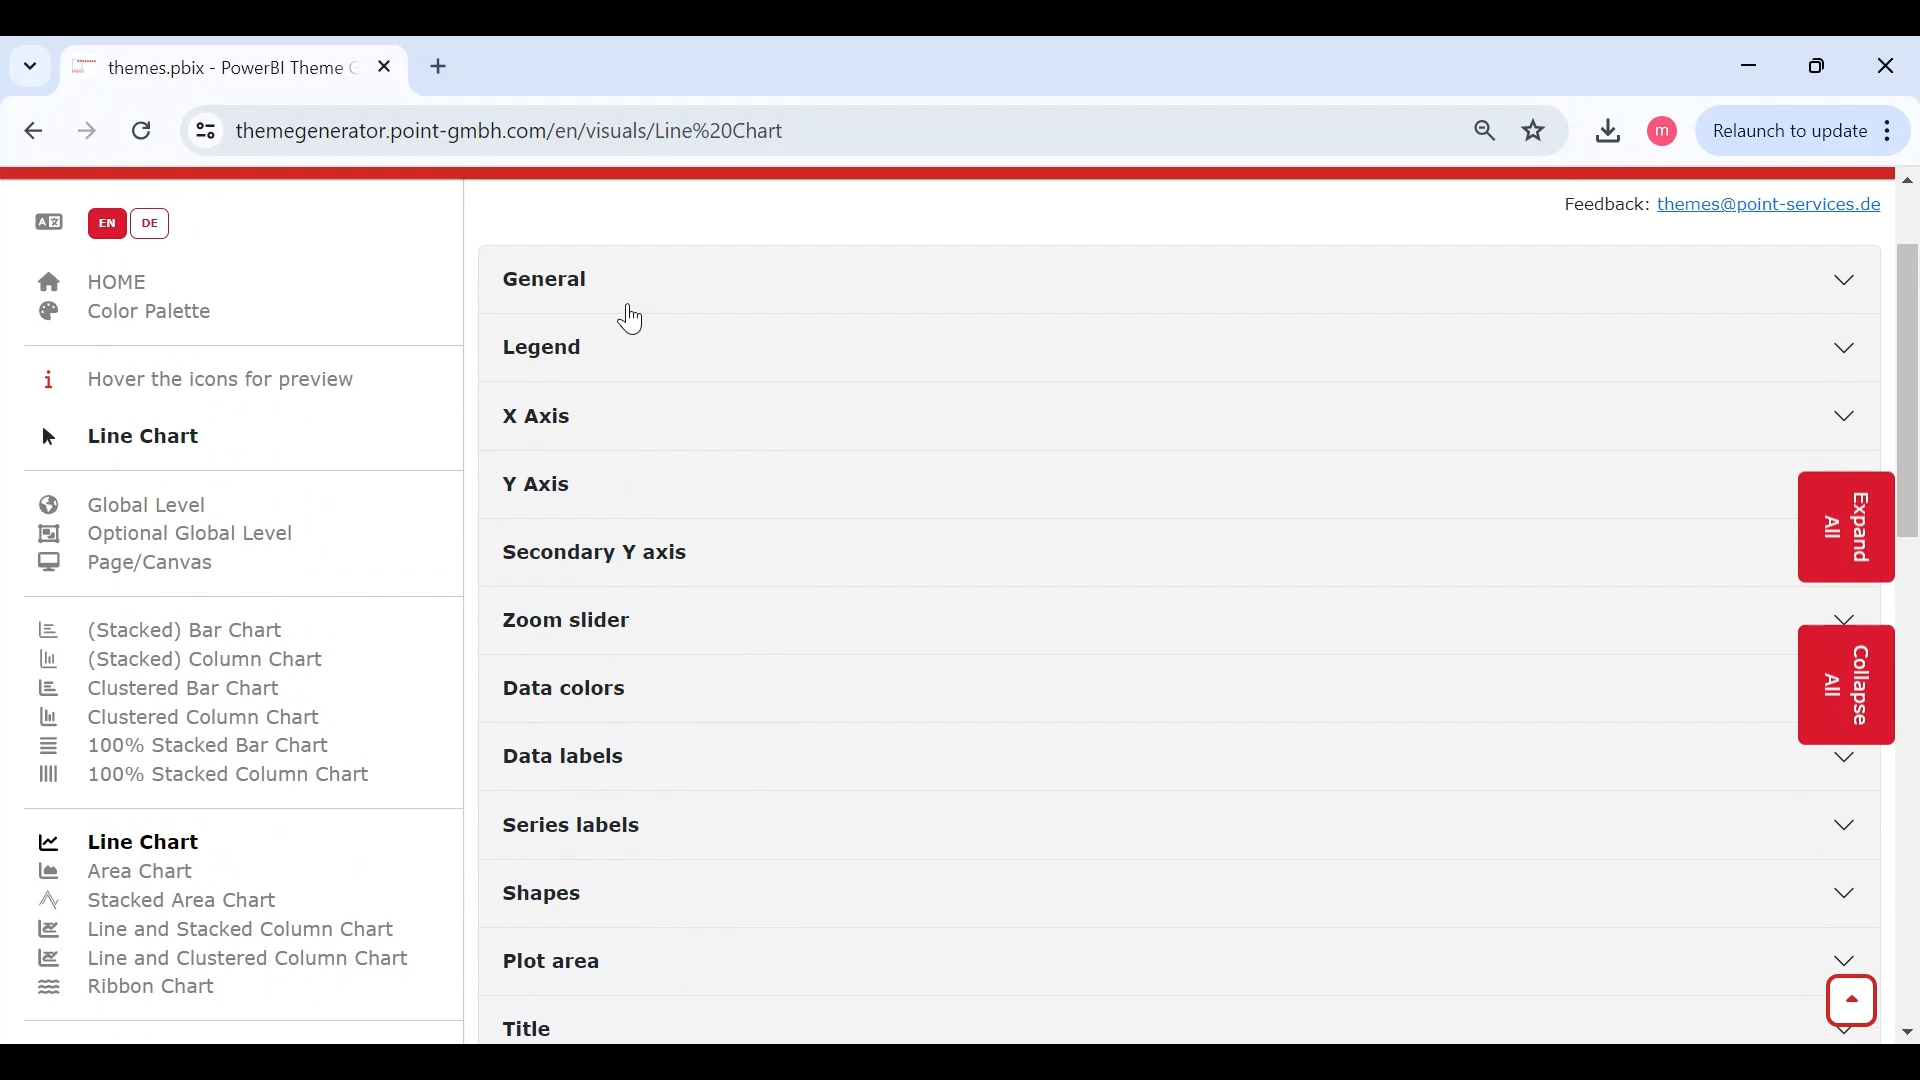 themes.pbix - PowerBI Theme G
themegenerator.point-gmbh.com/en/visuals/Line%20Chart
m
Relaunch to update
Feedback: themes@point-services.de
EN
DE
HOME
Color Palette
Hover the icons for preview
Line Chart
Global Level
Optional Global Level
Page/Canvas
(Stacked) Bar Chart
(Stacked) Column Chart
Clustered Bar Chart
Clustered Column Chart
100% Stacked Bar Chart
100% Stacked Column Chart
Line Chart
Area Chart
Stacked Area Chart
Line and Stacked Column Chart
Line and Clustered Column Chart
Ribbon Chart
General
Legend
X Axis
Y Axis
Secondary Y axis
Zoom slider
Data colors
Data labels
Series labels
Shapes
Plot area
Title
Expand
All
Collapse
All